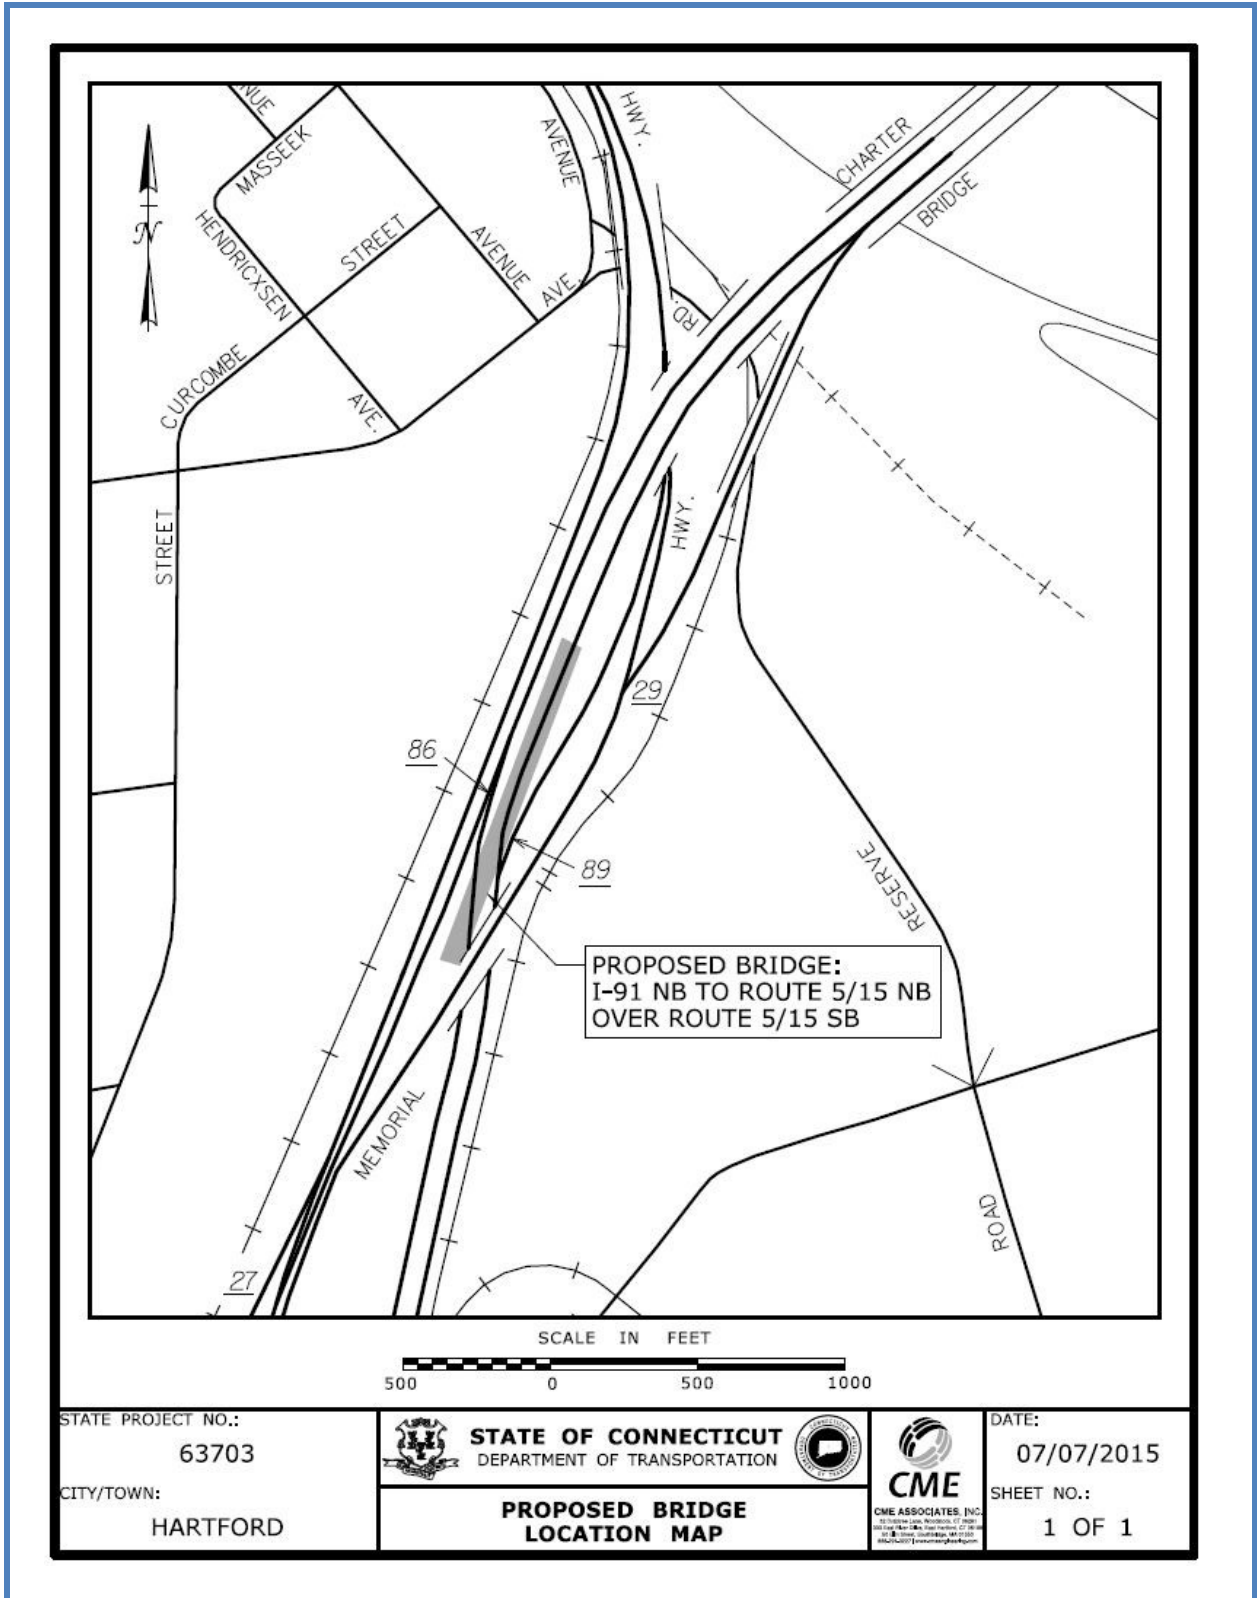 NUE
MASSEEK
HENDRICXSEN
STREET
AVENUE
AVE.
AVENUE
HWY.
CHARTER
BRIDGE
RD.
N
CURCOMBE
AVE.
STREET
HWY.
29
86
89
RESERVE
PROPOSED BRIDGE:
I-91 NB TO ROUTE 5/15 NB
OVER ROUTE 5/15 SB
MEMORIAL
ROAD
27
SCALE IN FEET
500 0 500 1000
STATE PROJECT NO.:
63703
CITY/TOWN:
HARTFORD
STATE OF CONNECTICUT
DEPARTMENT OF TRANSPORTATION
PROPOSED BRIDGE
LOCATION MAP
CME
CME ASSOCIATES, INC.
DATE:
07/07/2015
SHEET NO.:
1 OF 1